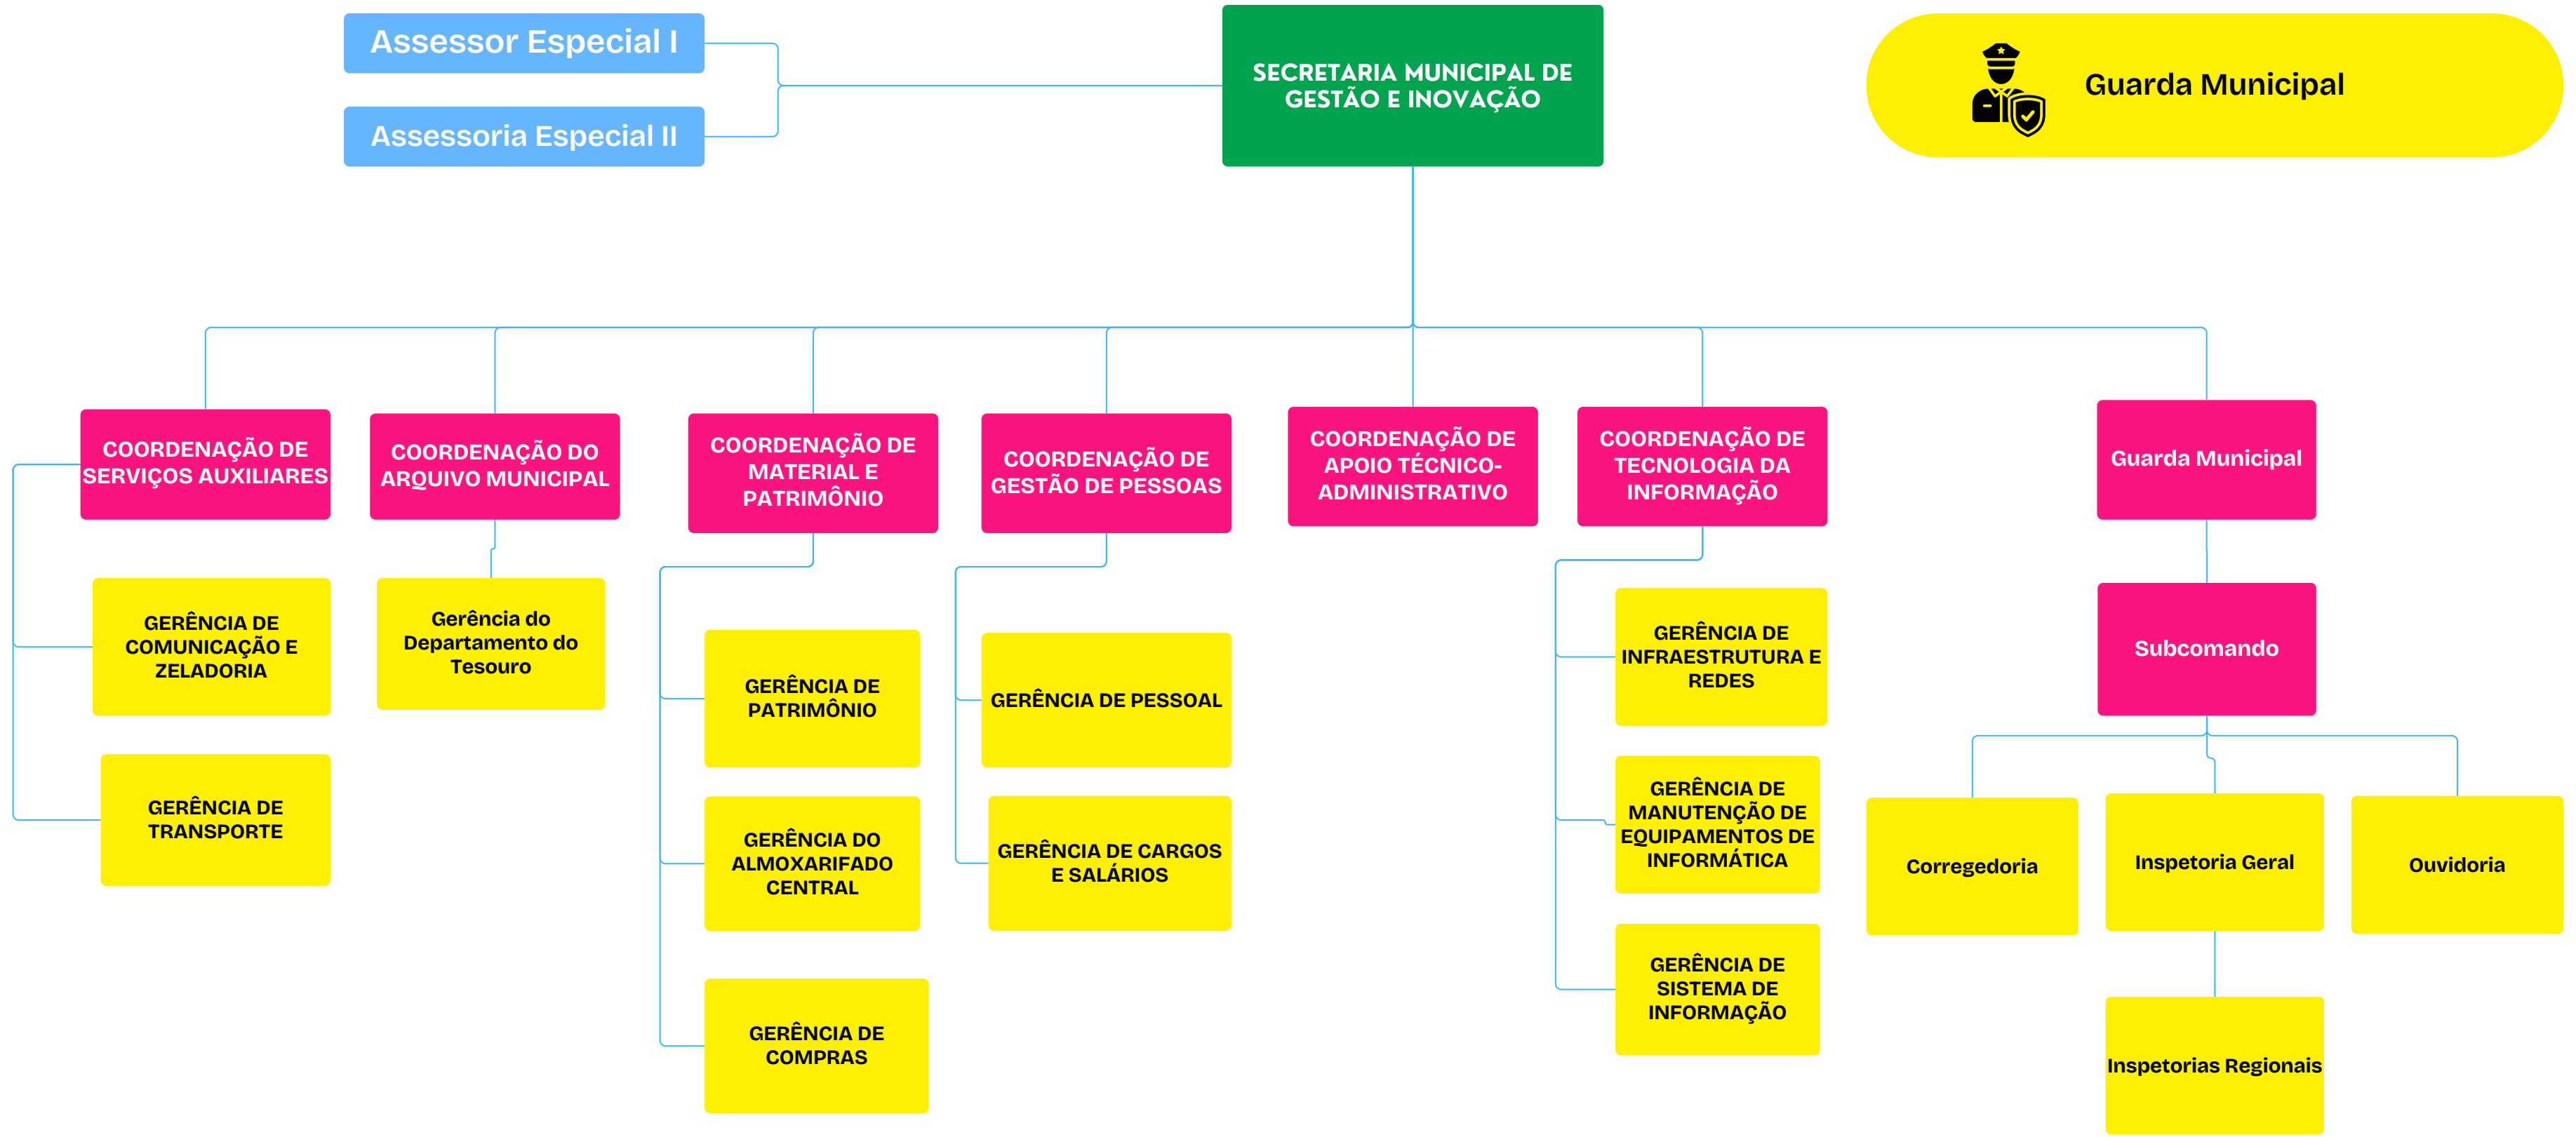 Assessor Especial I
Assessoria Especial II
SECRETARIA MUNICIPAL DE
GESTÃO E INOVAÇÃO
Guarda Municipal
COORDENAÇÃO DE
SERVIÇOS AUXILIARES
COORDENAÇÃO DO
ARQUIVO MUNICIPAL
COORDENAÇÃO DE
MATERIAL E
PATRIMÔNIO
COORDENAÇÃO DE
GESTÃO DE PESSOAS
COORDENAÇÃO DE
APOIO TÉCNICO-
ADMINISTRATIVO
COORDENAÇÃO DE
TECNOLOGIA DA
INFORMAÇÃO
Guarda Municipal
GERÊNCIA DE
COMUNICAÇÃO E
ZELADORIA
GERÊNCIA DE
TRANSPORTE
Gerência do
Departamento do
Tesouro
GERÊNCIA DE
PATRIMÔNIO
GERÊNCIA DO
ALMOXARIFADO
CENTRAL
GERÊNCIA DE
COMPRAS
GERÊNCIA DE PESSOAL
GERÊNCIA DE CARGOS
E SALÁRIOS
GERÊNCIA DE
INFRAESTRUTURA E
REDES
GERÊNCIA DE
MANUTENÇÃO DE
EQUIPAMENTOS DE
INFORMÁTICA
GERÊNCIA DE
SISTEMA DE
INFORMAÇÃO
Subcomando
Corregedoria
Inspetoria Geral
Ouvidoria
Inspetorias Regionais